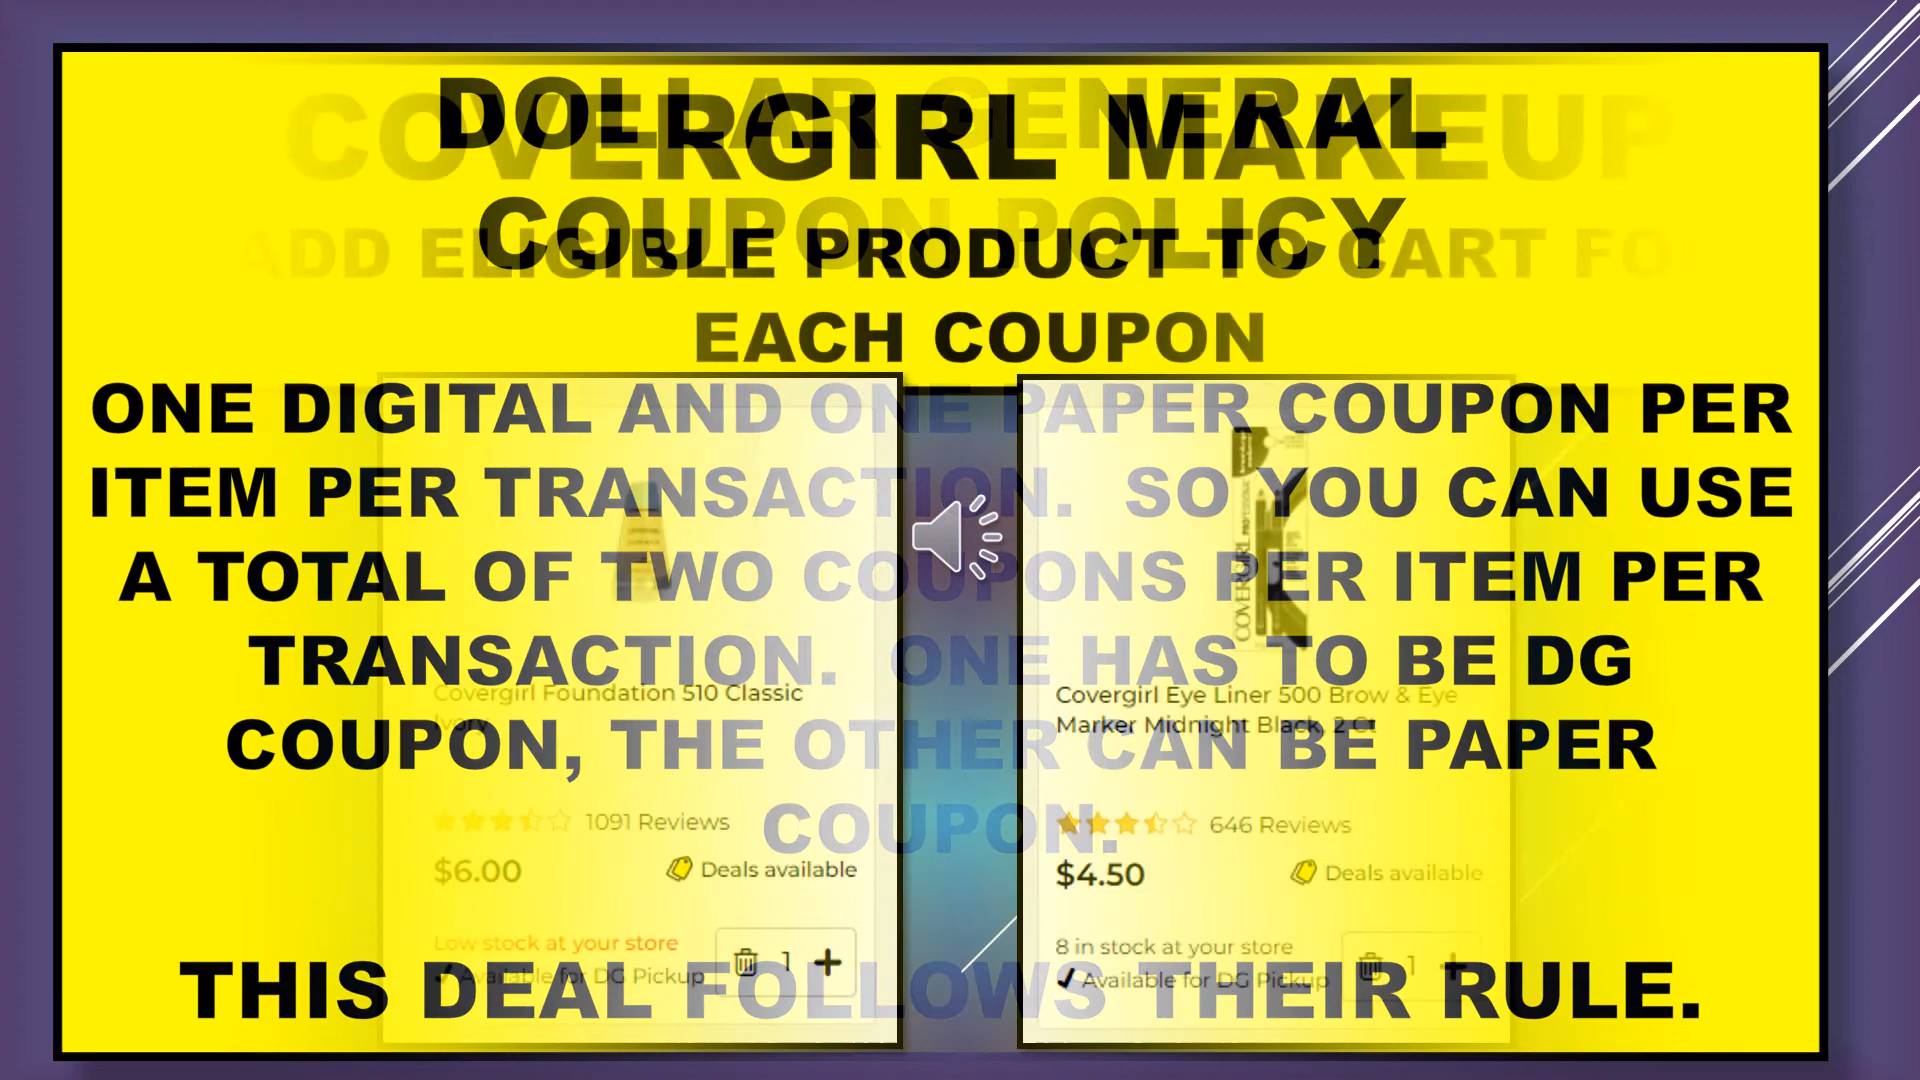 DOLLAR GENERAL
COUPON POLICY
COVERGIRL MAKEUP
ADD ELIGIBLE PRODUCT TO CART FOR
EACH COUPON
ONE DIGITAL AND ONE PAPER COUPON PER
ITEM PER TRANSACTION. SO YOU CAN USE
A TOTAL OF TWO COUPONS PER ITEM PER
TRANSACTION. ONE HAS TO BE DG
COUPON, THE OTHER CAN BE PAPER
COUPON.
THIS DEAL FOLLOWS THEIR RULE.
Covergirl Foundation 510 Classic
Ivory
1091 Reviews
$6.00
Deals available
Low stock at your store
Available for DG Pickup
1
COVERGIRL PROFESSIONAL
Covergirl Eye Liner 500 Brow & Eye
Marker Midnight Black, 2 Ct
646 Reviews
$4.50
Deals available
8 in stock at your store
Available for DG Pickup
1